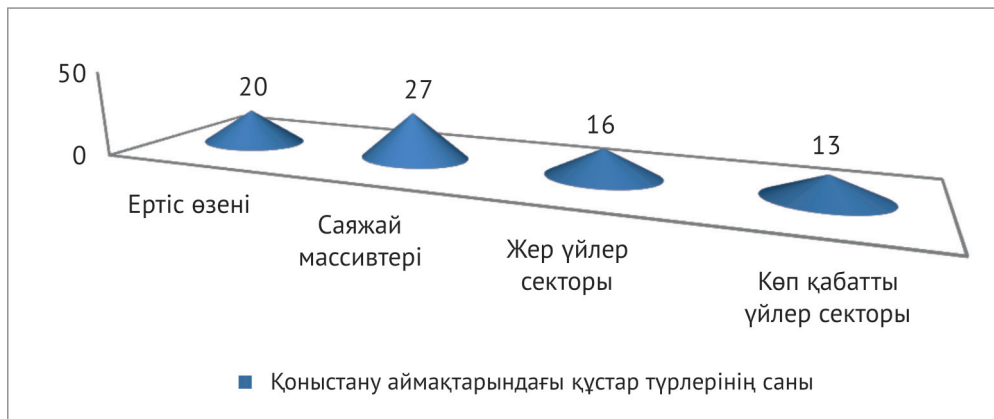 50
0
20
27
16
13
Ертіс өзені
Саяжай
массивтері
Жер үйлер
секторы
Көп қабатты
үйлер секторы
Қоныстану аймақтарындағы құстар түрлерінің саны